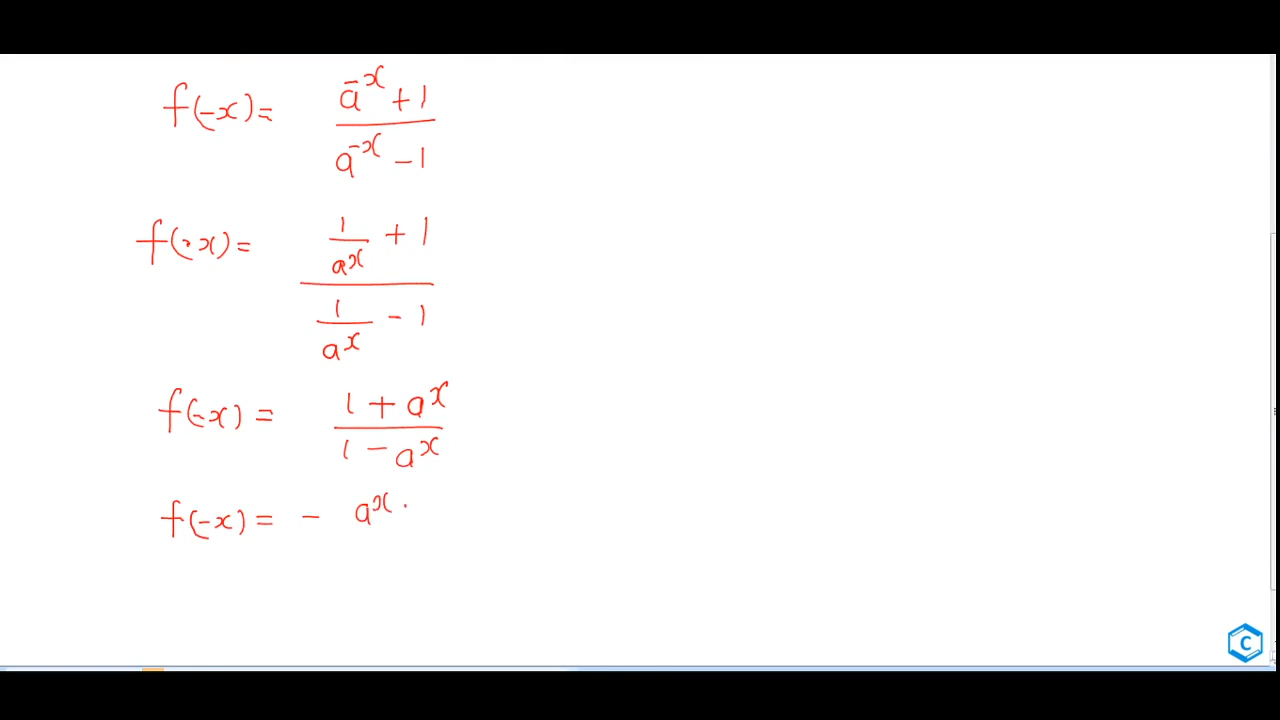 f(-x) = (a^-x + 1)/(a^-x - 1)
f(-x) = (1/a^x + 1)/(1/a^x - 1)
f(-x) = (1 + a^x)/(1 - a^x)
f(-x) = - a^x
C